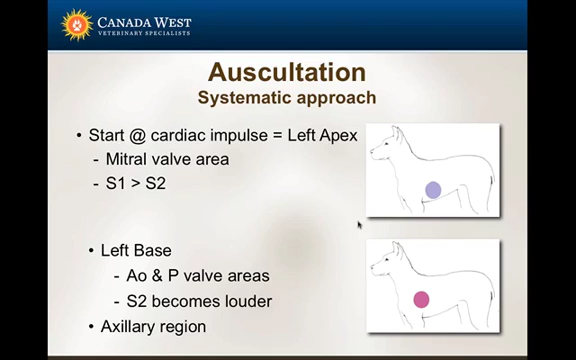 CANADA WEST
VETERINARY SPECIALISTS
Auscultation
Systematic approach
• Start @ cardiac impulse = Left Apex
- Mitral valve area
- S1 > S2
• Left Base
- Ao & P valve areas
- S2 becomes louder
• Axillary region